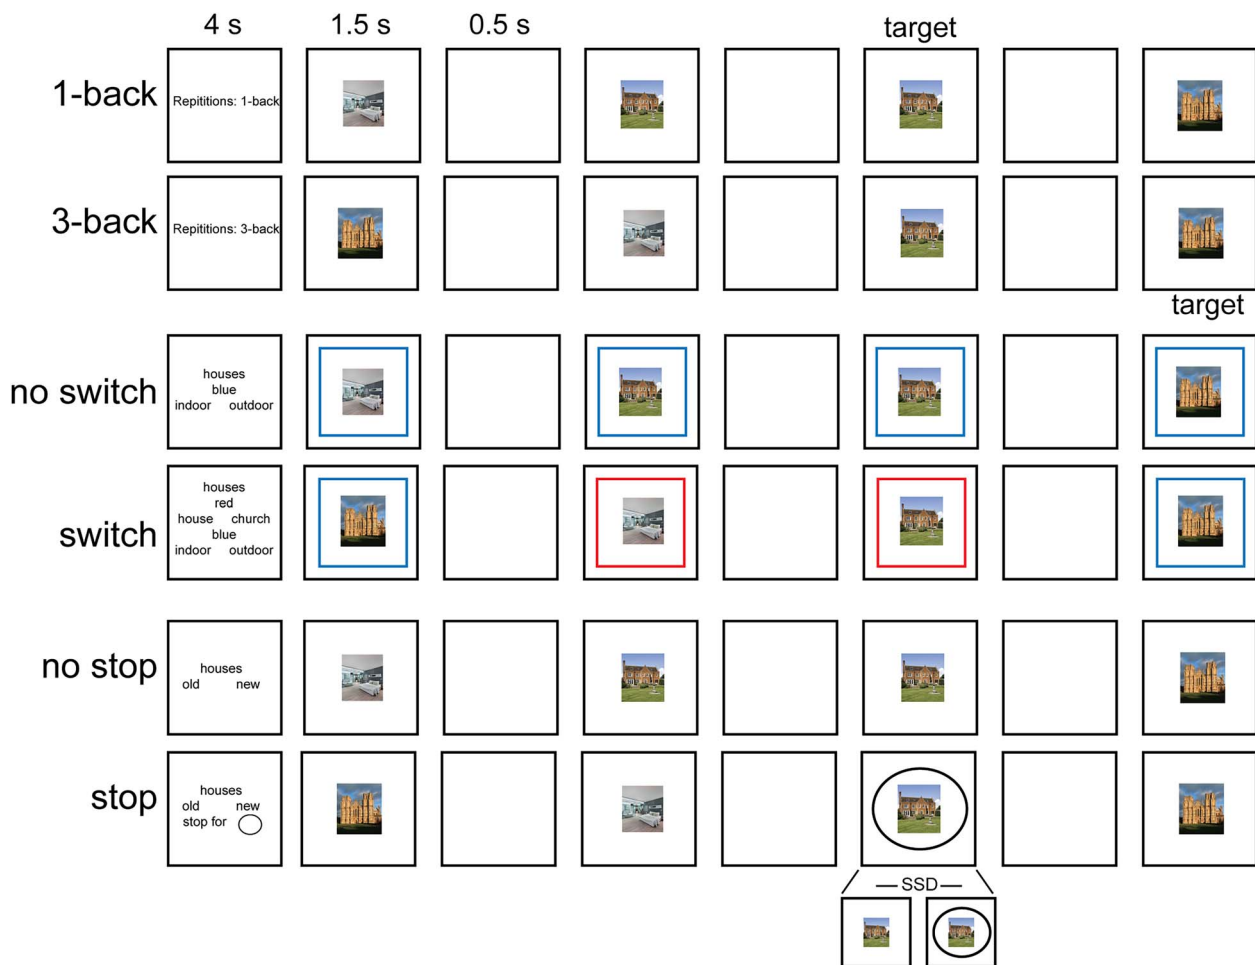 4 s 1.5 s 0.5 s target
1-back
Repititions: 1-back
3-back
Repititions: 3-back
target
no switch
houses
blue
indoor outdoor
switch
houses
red
house church
blue
indoor outdoor
no stop
houses
old new
stop
houses
old new
stop for
SSD